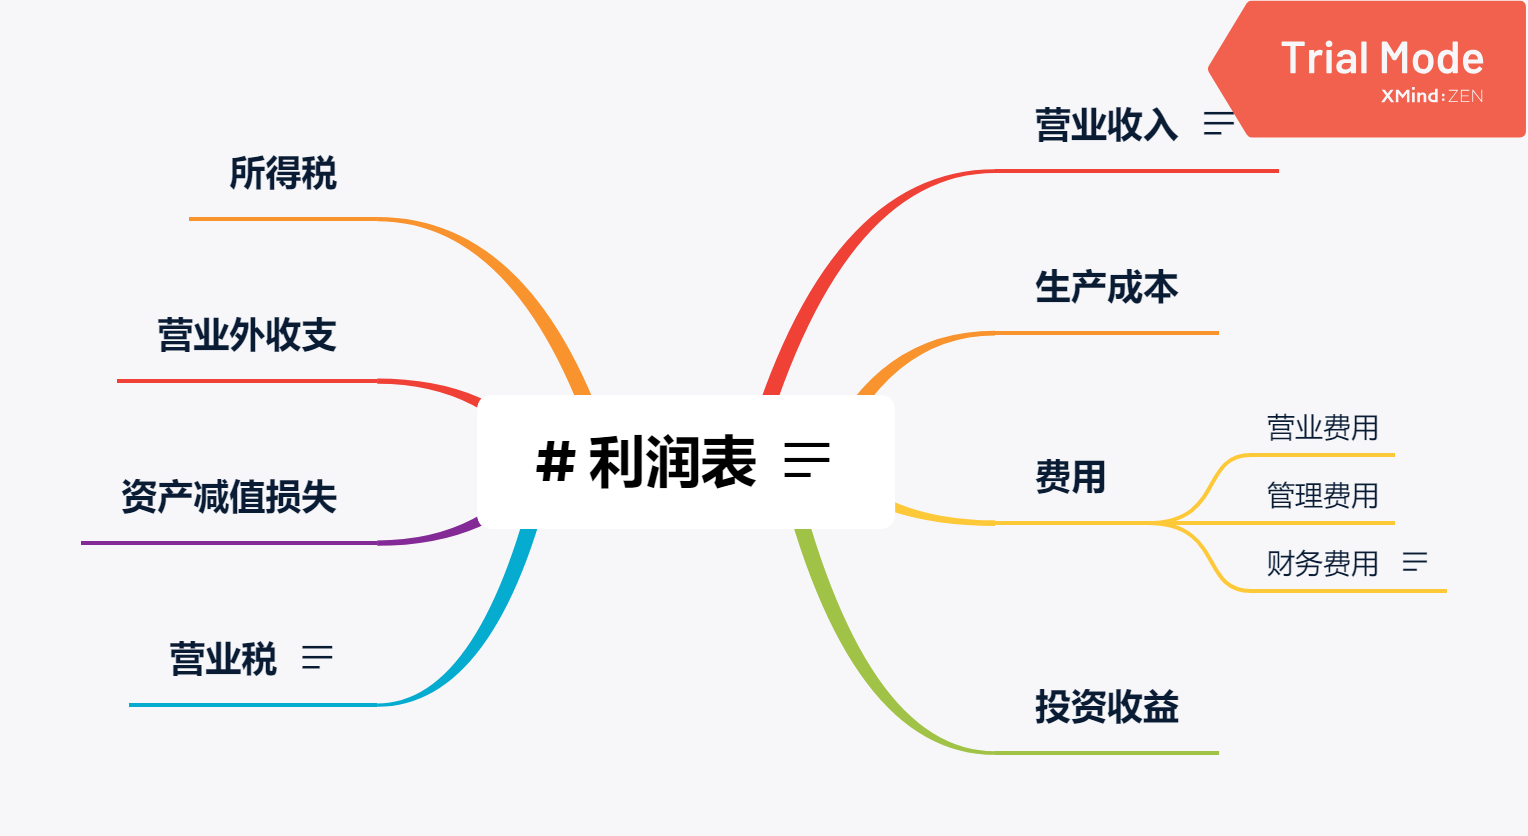 Trial Mode
XMind:ZEN
营业收入
所得税
生产成本
营业外收支
# 利润表
营业费用
费用
管理费用
资产减值损失
财务费用
营业税
投资收益